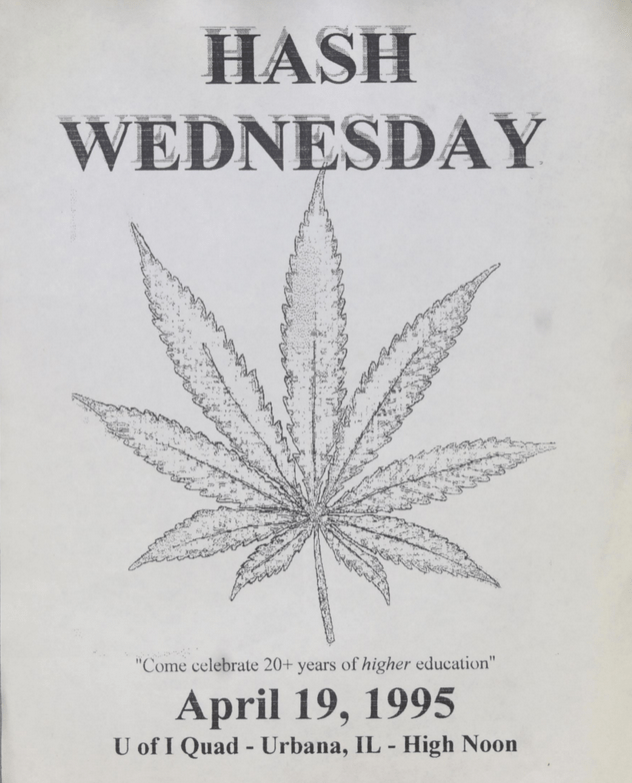 HASH
WEDNESDAY
"Come celebrate 20+ years of higher education"
April 19, 1995
U of I Quad - Urbana, IL - High Noon